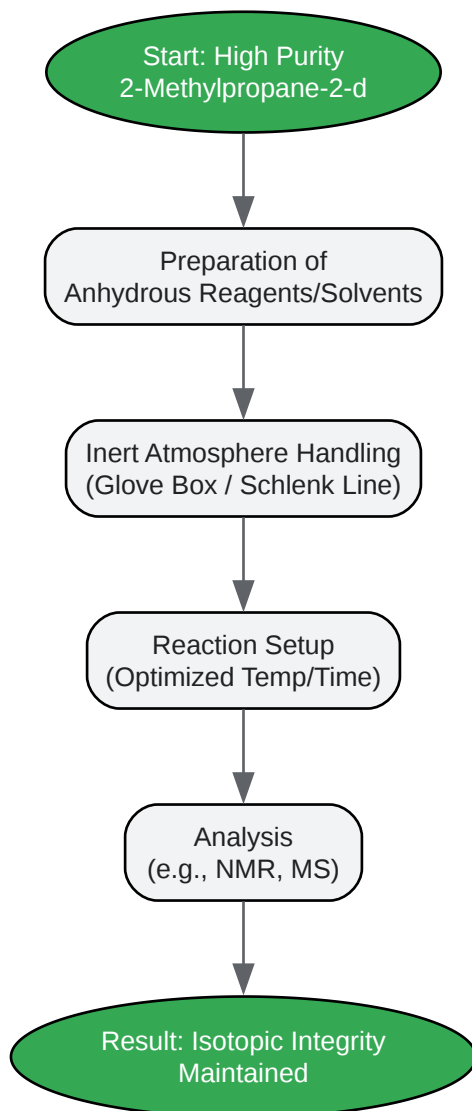 Start: High Purity
2-Methylpropane-2-d
Preparation of
Anhydrous Reagents/Solvents
Inert Atmosphere Handling
(Glove Box / Schlenk Line)
Reaction Setup
(Optimized Temp/Time)
Analysis
(e.g., NMR, MS)
Result: Isotopic Integrity
Maintained